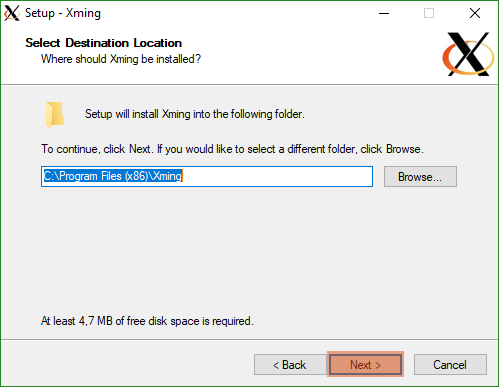 Setup - Xming
Select Destination Location
Where should Xming be installed?
Setup will install Xming into the following folder.
To continue, click Next. If you would like to select a different folder, click Browse.
C:\Program Files (x86)\Xming
Browse...
At least 4,7 MB of free disk space is required.
< Back
Next >
Cancel